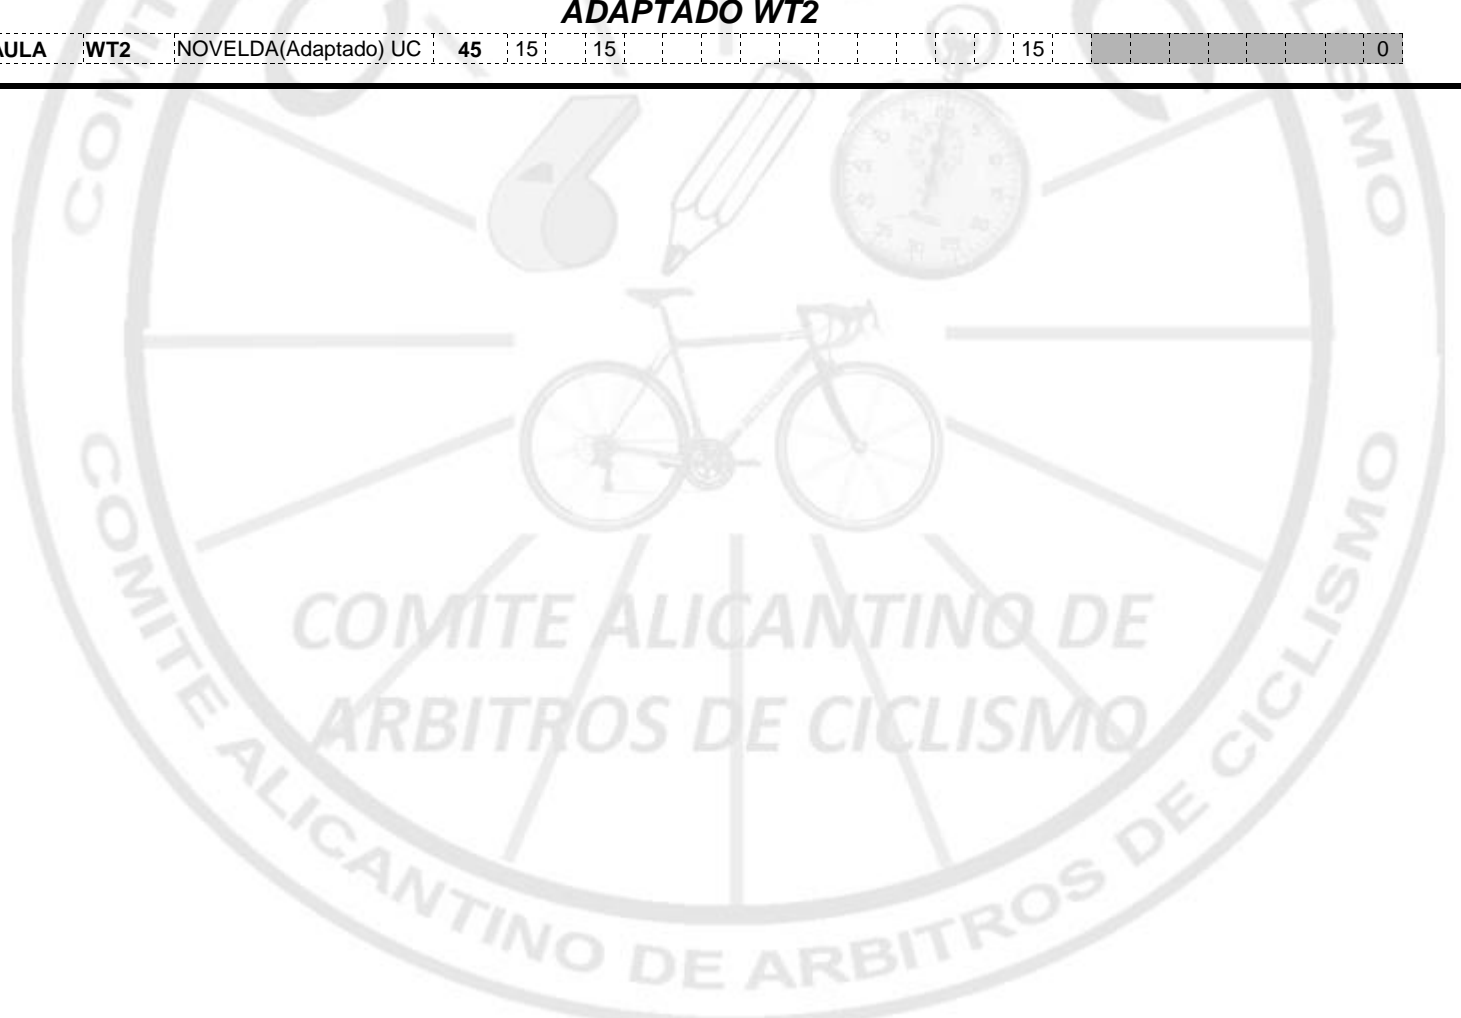 ADAPTADO WT2
AULA WT2 NOVELDA(Adaptado) UC 45 15 15 15 0
COMITE ALICANTINO DE
ARBITROS DE CICLISMO
COMITE ALICANTINO DE ARBITROS DE CICLISMO